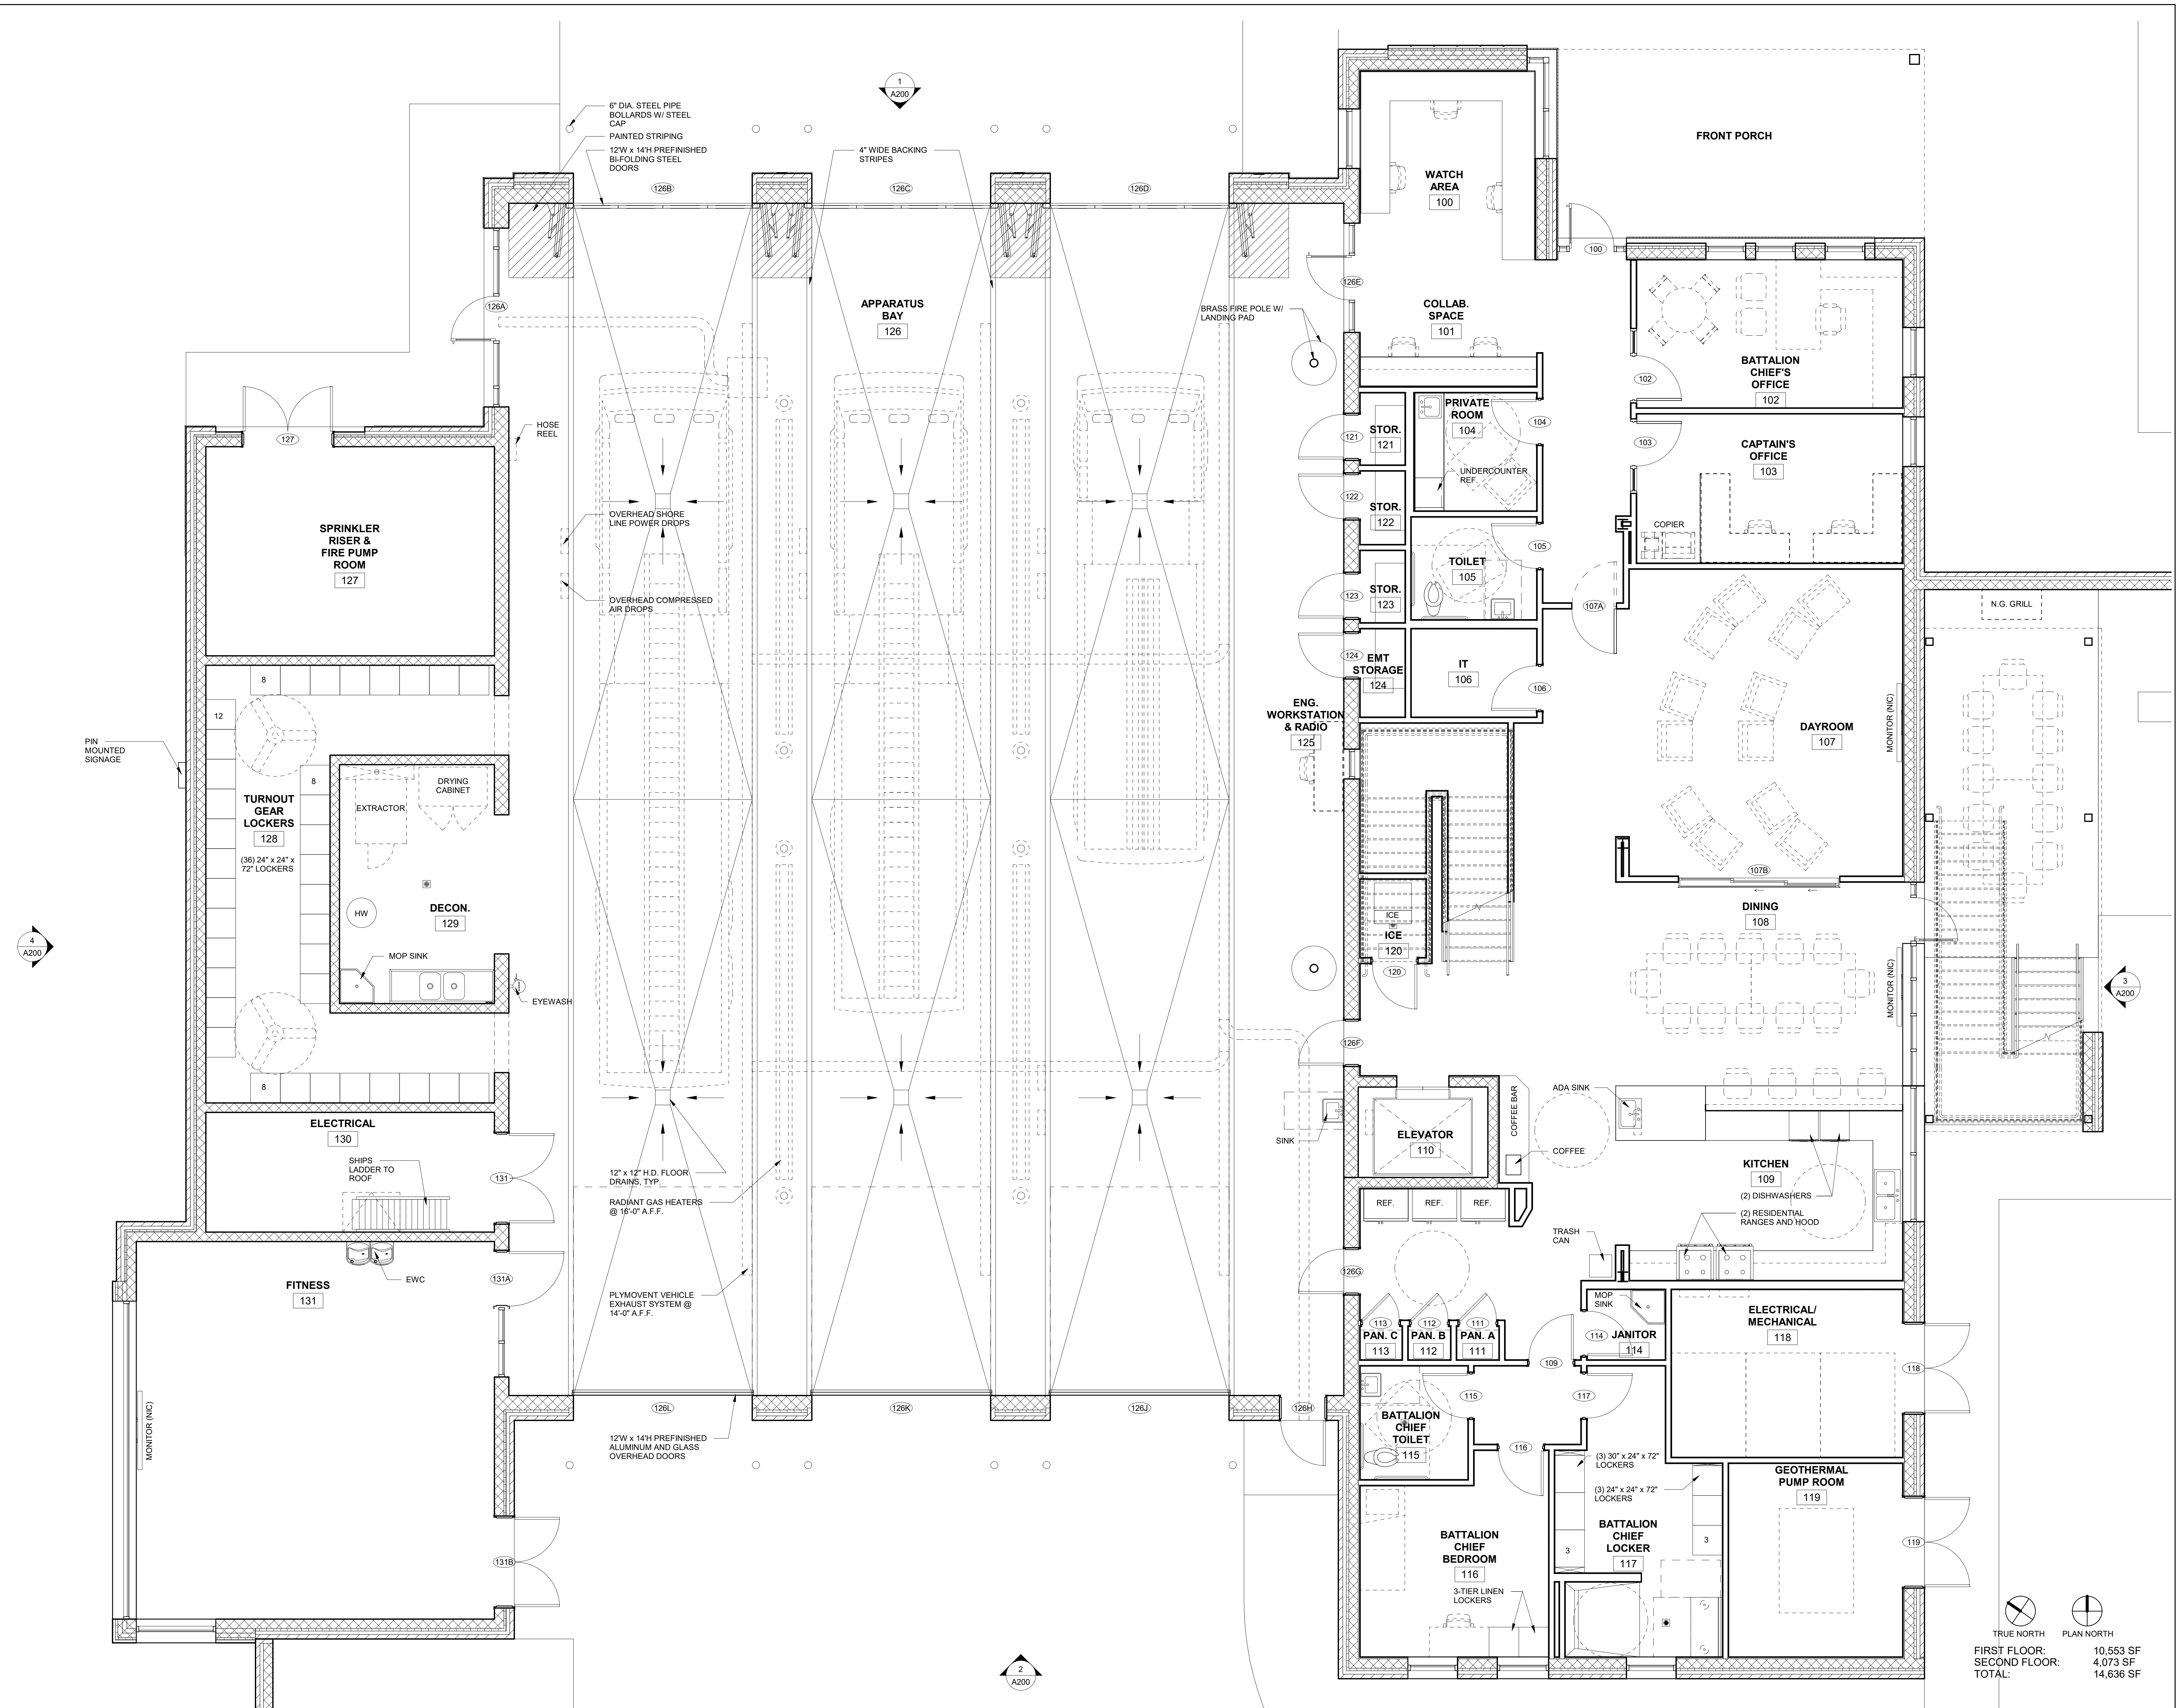 1
A200
6" DIA. STEEL PIPE
BOLLARDS W/ STEEL
CAP
PAINTED STRIPING
12'W x 14'H PREFINISHED
BI-FOLDING STEEL
DOORS
4" WIDE BACKING
STRIPES
126B
126C
126D
FRONT PORCH
WATCH
AREA
100
100
126A
126E
APPARATUS
BAY
126
BRASS FIRE POLE W/
LANDING PAD
COLLAB.
SPACE
101
BATTALION
CHIEF'S
OFFICE
102
102
HOSE
REEL
127
SPRINKLER
RISER &
FIRE PUMP
ROOM
127
OVERHEAD SHORE
LINE POWER DROPS
OVERHEAD COMPRESSED
AIR DROPS
121
STOR.
121
122
STOR.
122
123
STOR.
123
124
EMT
STORAGE
124
PRIVATE
ROOM
104
104
UNDERCOUNTER
REF.
TOILET
105
105
IT
106
106
103
CAPTAIN'S
OFFICE
103
COPIER
107A
N.G. GRILL
DAYROOM
107
MONITOR (NIC)
107B
ENG.
WORKSTATION
& RADIO
125
PIN
MOUNTED
SIGNAGE
8
12
8
8
TURNOUT
GEAR
LOCKERS
128
(36) 24" x 24" x
72" LOCKERS
EXTRACTOR
DRYING
CABINET
HW
DECON.
129
MOP SINK
EYEWASH
4
A200
ICE
ICE
120
120
DINING
108
MONITOR (NIC)
3
A200
126F
SINK
ELEVATOR
110
COFFEE BAR
COFFEE
ADA SINK
KITCHEN
109
(2) DISHWASHERS
(2) RESIDENTIAL
RANGES AND HOOD
TRASH
CAN
REF.
REF.
REF.
ELECTRICAL
130
SHIPS
LADDER TO
ROOF
131
12" x 12" H.D. FLOOR
DRAINS, TYP.
RADIANT GAS HEATERS
@ 16'-0" A.F.F.
PLYMOVENT VEHICLE
EXHAUST SYSTEM @
14'-0" A.F.F.
EWC
FITNESS
131
131A
MONITOR (NIC)
131B
126G
113
112
111
PAN. C
113
PAN. B
112
PAN. A
111
109
MOP
SINK
114
JANITOR
114
ELECTRICAL/
MECHANICAL
118
118
126L
126K
126J
126H
12'W x 14'H PREFINISHED
ALUMINUM AND GLASS
OVERHEAD DOORS
115
117
BATTALION
CHIEF
TOILET
115
116
(3) 30" x 24" x 72"
LOCKERS
(3) 24" x 24" x 72"
LOCKERS
3
3
BATTALION
CHIEF
LOCKER
117
GEOTHERMAL
PUMP ROOM
119
119
BATTALION
CHIEF
BEDROOM
116
3-TIER LINEN
LOCKERS
2
A200
TRUE NORTH
PLAN NORTH
FIRST FLOOR: 10,553 SF
SECOND FLOOR: 4,073 SF
TOTAL: 14,636 SF